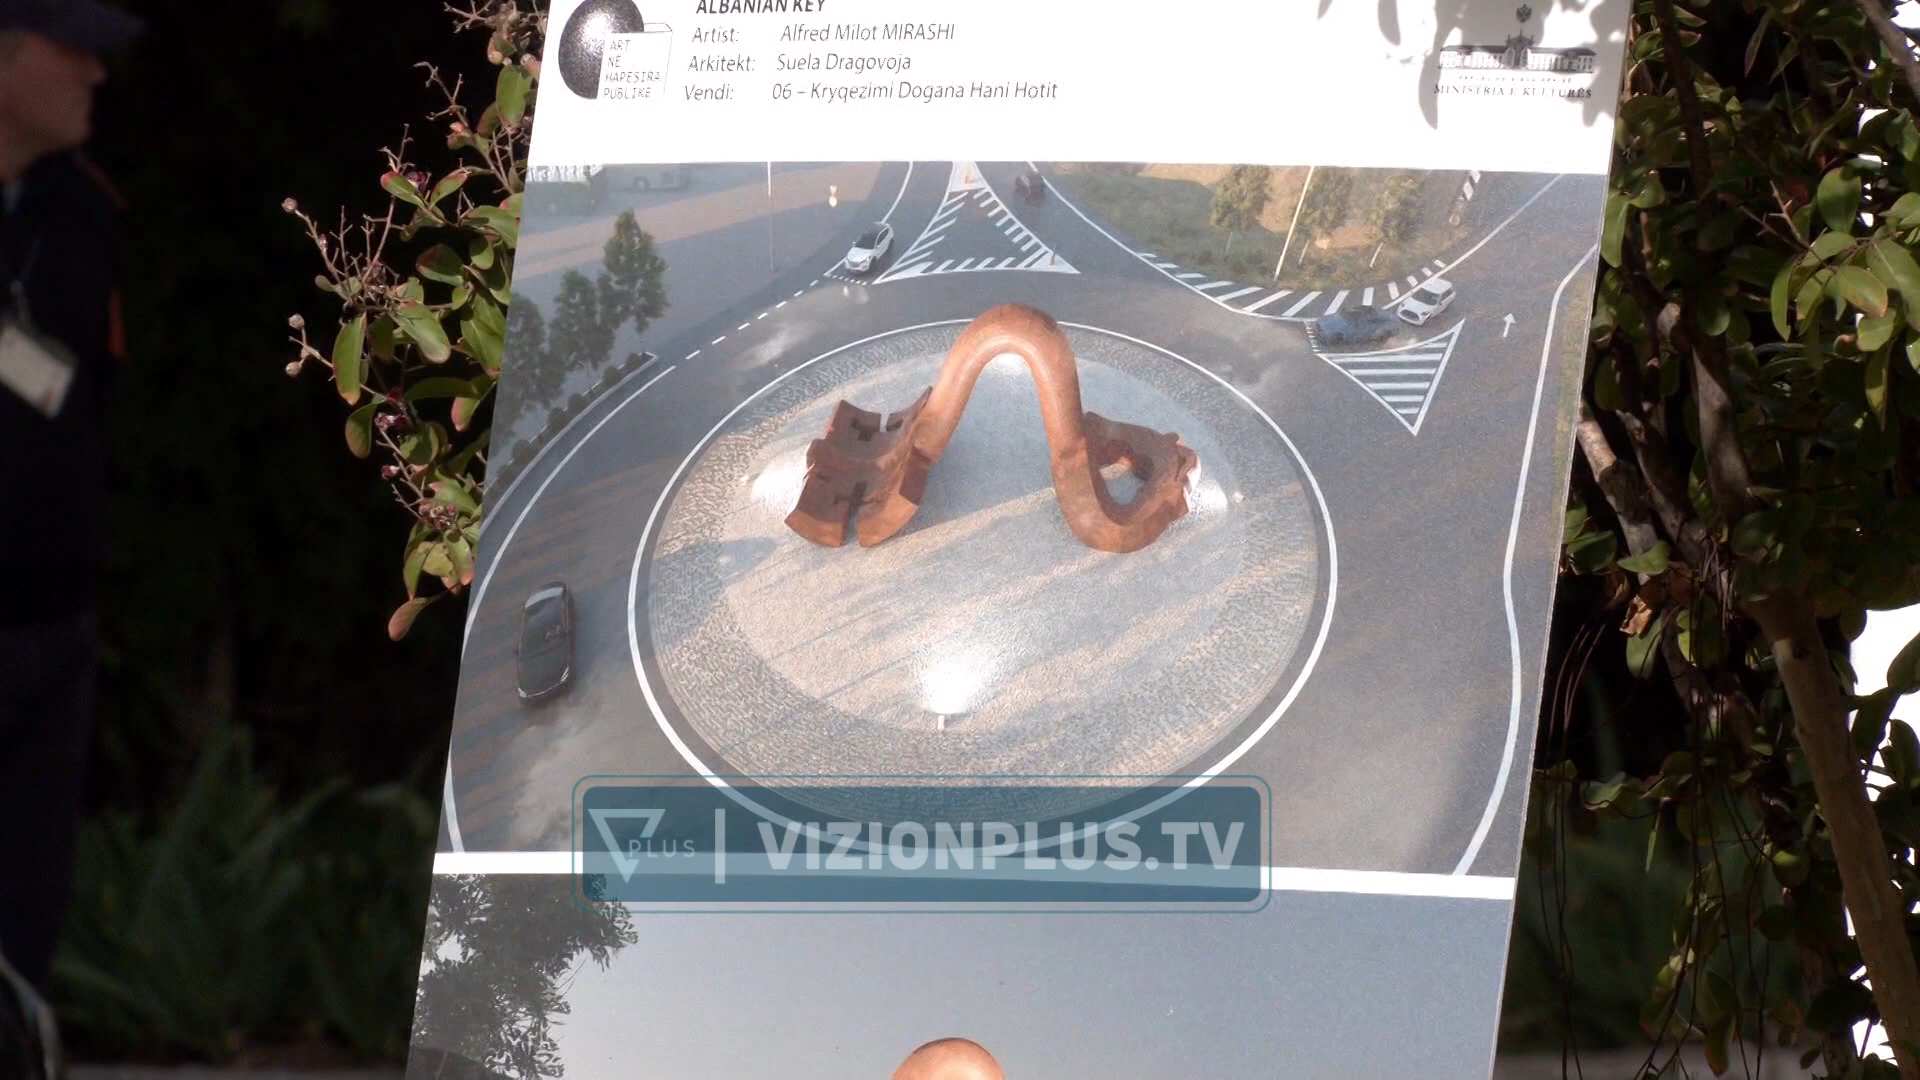 ALBANIAN KEY
Artist: Alfred Milot MIRASHI
Arkitekt: Suela Dragovoja
Vendi: 06 – Kryqezimi Dogana Hani Hotit
ART
NË
HAPËSIRA
PUBLIKE
MINISTRIA E KULTURËS
PLUS | VIZIONPLUS.TV